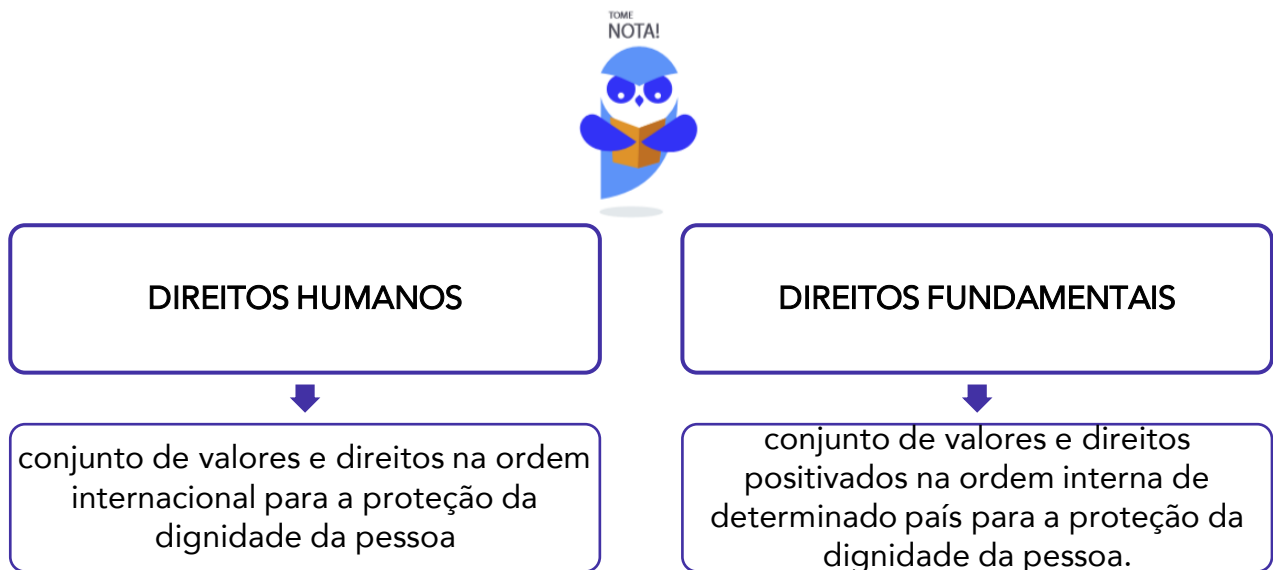 TOME
NOTA!
DIREITOS HUMANOS
DIREITOS FUNDAMENTAIS
conjunto de valores e direitos na ordem
internacional para a proteção da
dignidade da pessoa
conjunto de valores e direitos
positivados na ordem interna de
determinado país para a proteção da
dignidade da pessoa.